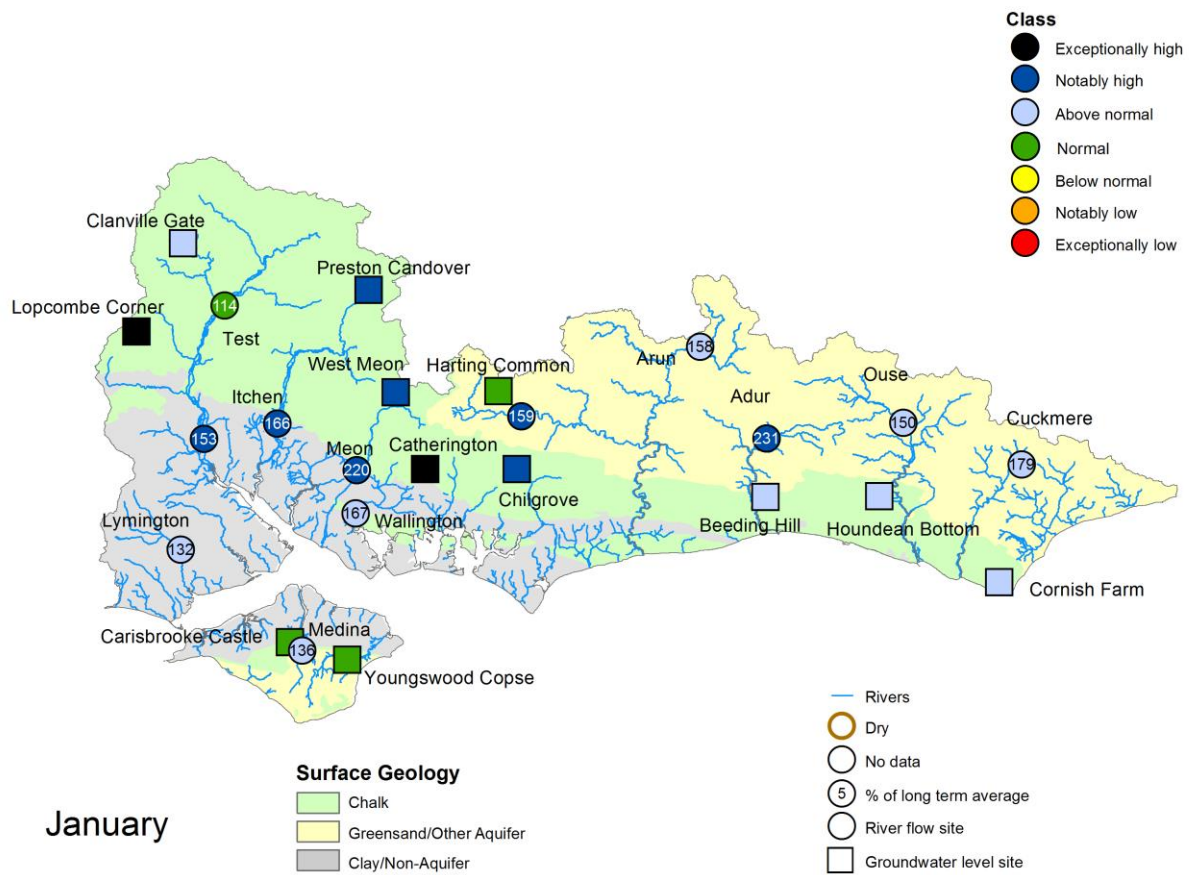 Class
Exceptionally high
Notably high
Above normal
Normal
Below normal
Notably low
Exceptionally low
Clanville Gate
Preston Candover
Lopcombe Corner
114
Test
158
Arun
West Meon
Harting Common
Ouse
Itchen
159
Adur
Cuckmere
166
150
153
231
Meon
Catherington
179
220
Chilgrove
167
Wallington
Beeding Hill
Houndean Bottom
Lymington
132
Cornish Farm
Carisbrooke Castle
Medina
136
Youngswood Copse
Rivers
Dry
No data
5
% of long term average
River flow site
Groundwater level site
Surface Geology
Chalk
Greensand/Other Aquifer
Clay/Non-Aquifer
January